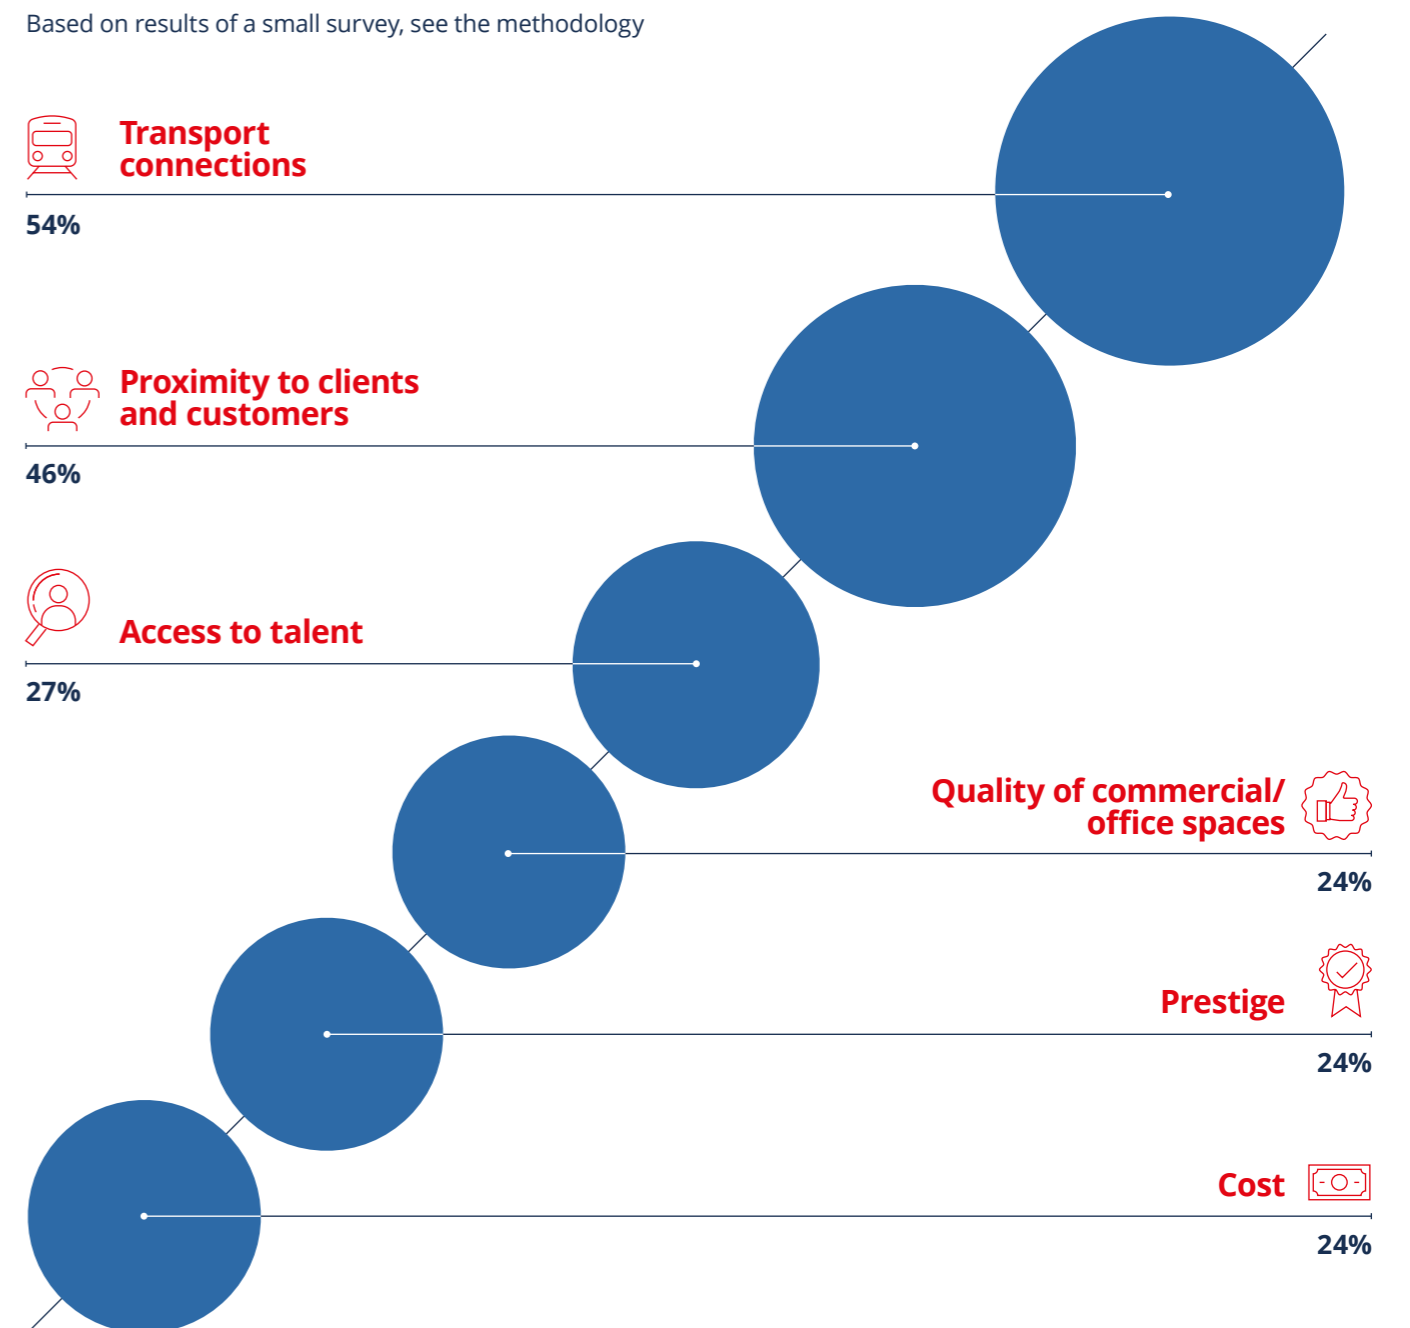 Based on results of a small survey, see the methodology
Transport
connections
54%
Proximity to clients
and customers
46%
Access to talent
27%
Quality of commercial/
office spaces
24%
Prestige
24%
Cost
24%